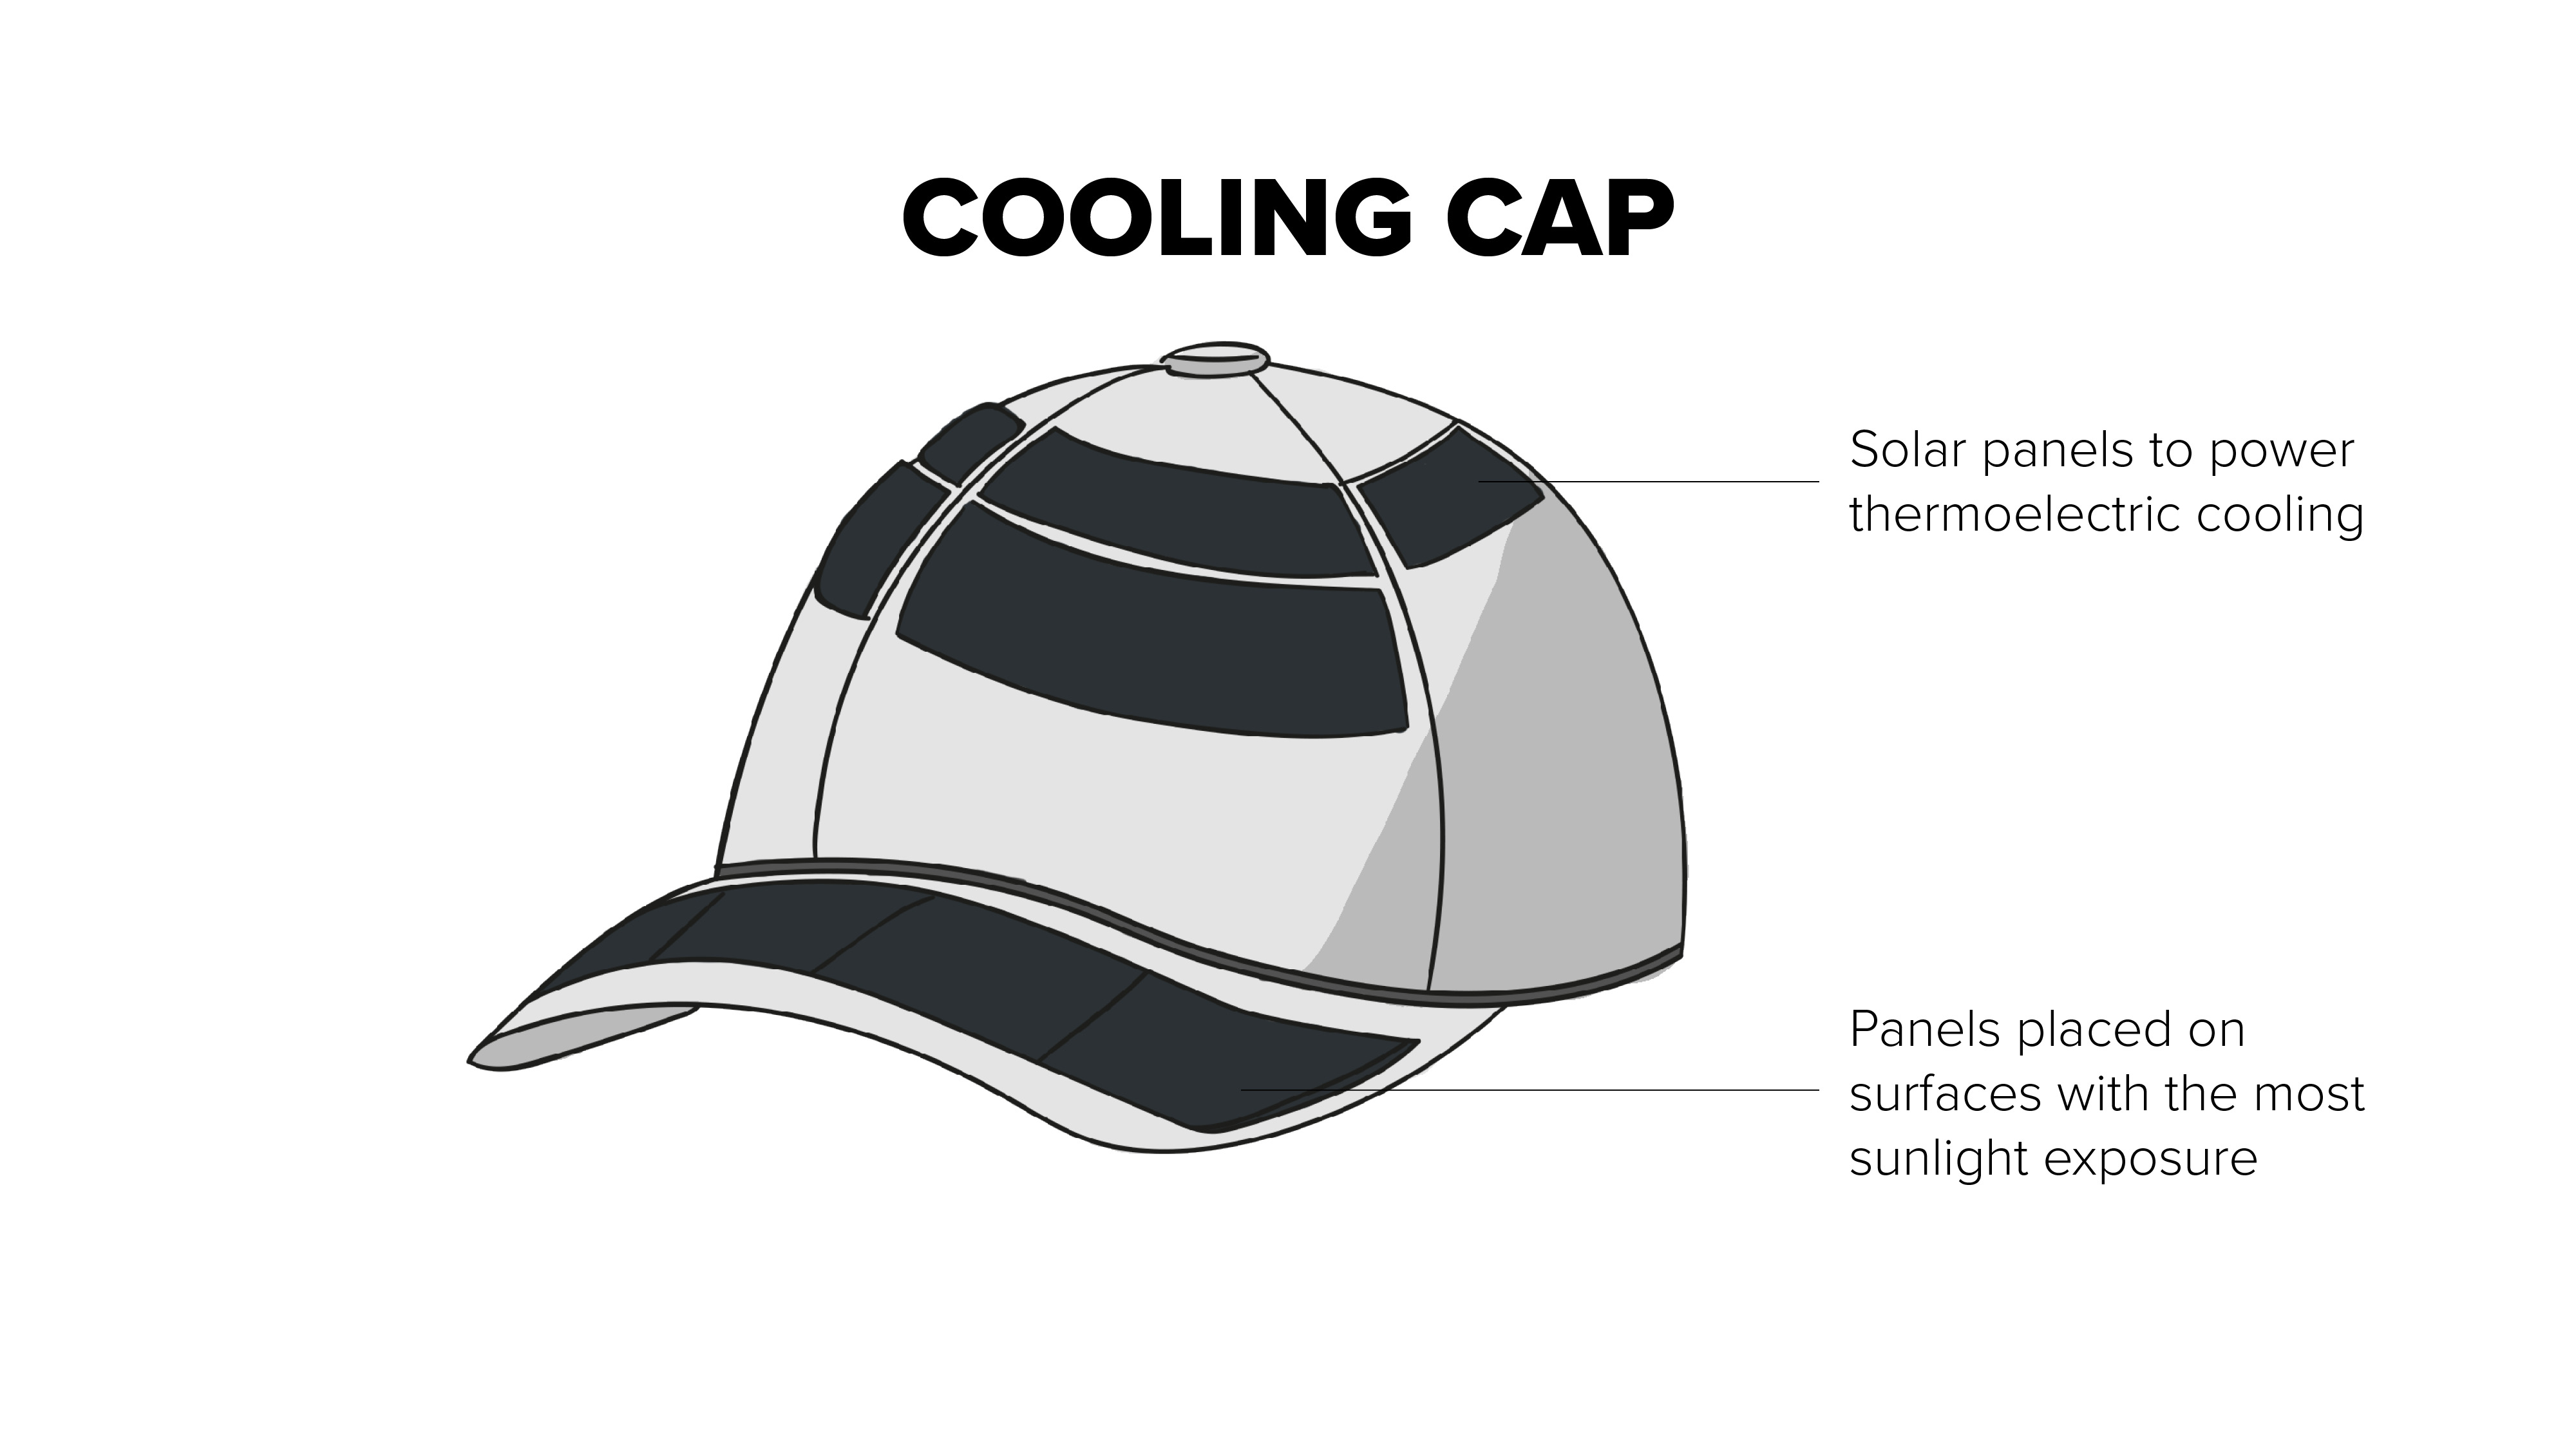 COOLING CAP
Solar panels to power
thermoelectric cooling
Panels placed on
surfaces with the most
sunlight exposure